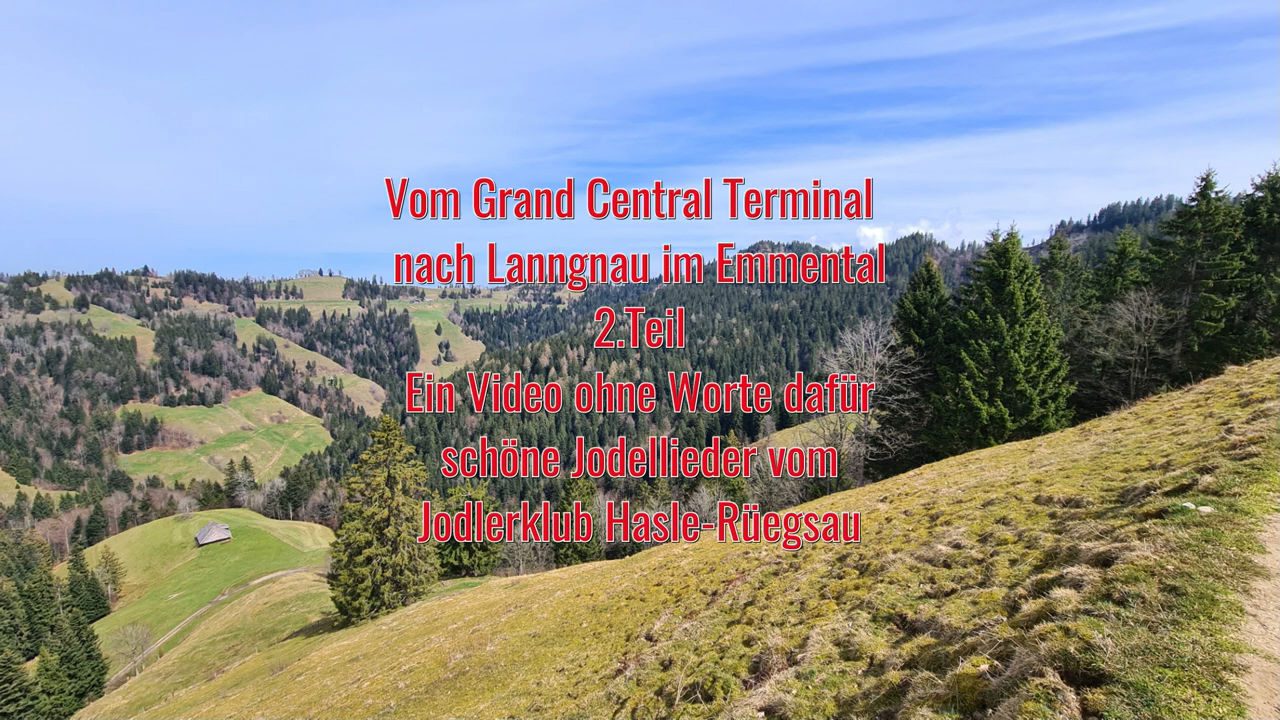 Vom Grand Central Terminal
nach Lanngnau im Emmental
2.Teil
Ein Video ohne Worte dafür
schöne Jodellieder vom
Jodlerklub Hasle-Rüegsau